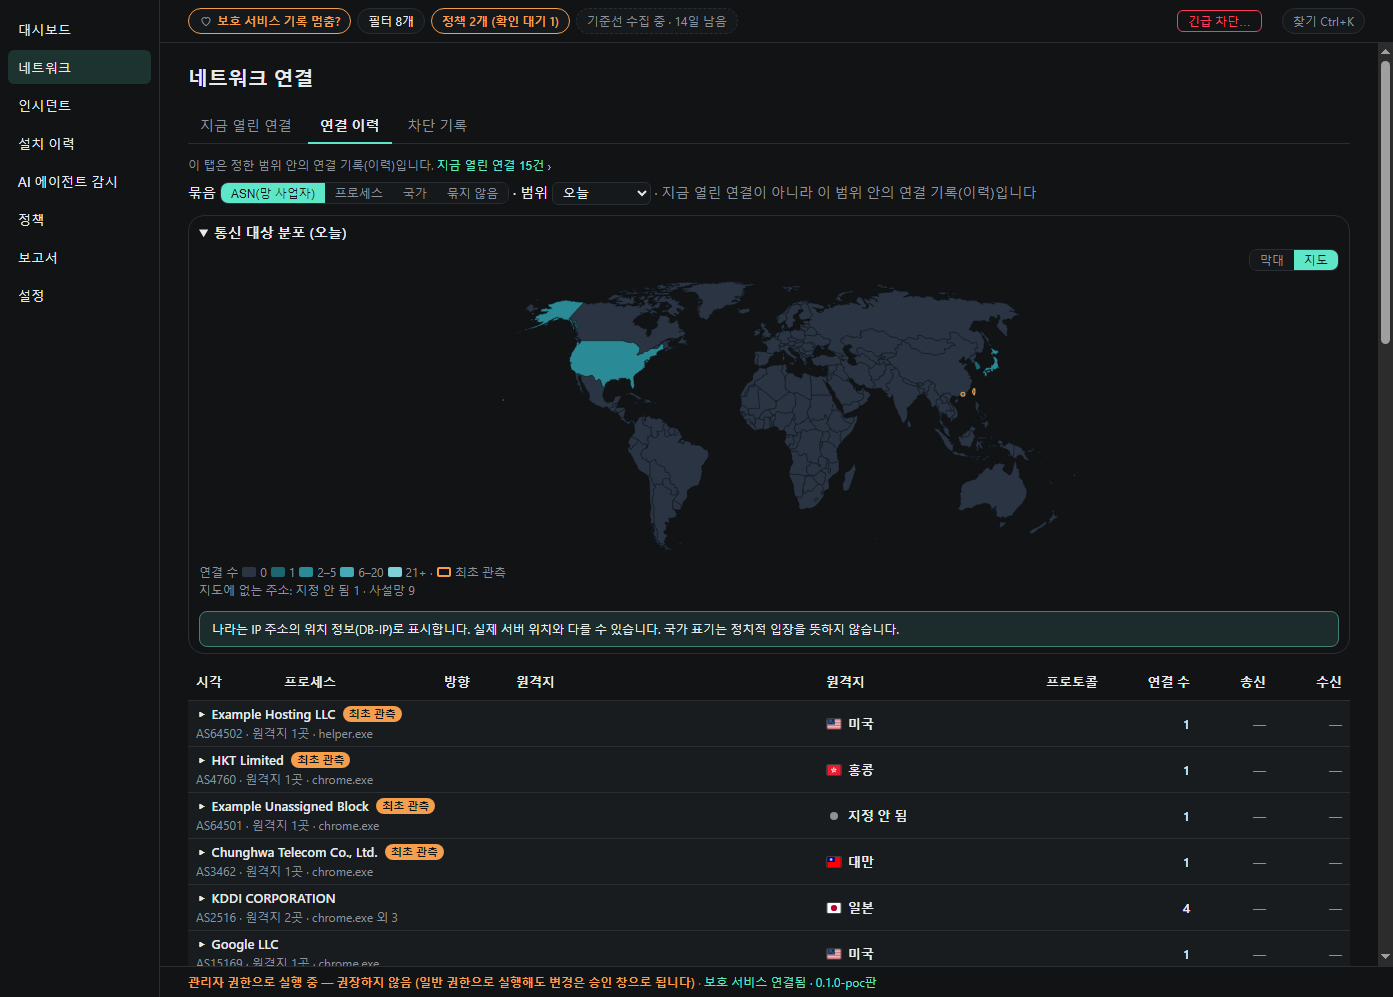 대시보드
네트워크
인시던트
설치 이력
AI 에이전트 감시
정책
보고서
설정
♡ 보호 서비스 기록 멈춤?
필터 8개
정책 2개 (확인 대기 1)
기준선 수집 중 · 14일 남음
긴급 차단...
찾기 Ctrl+K
네트워크 연결
지금 열린 연결
연결 이력
차단 기록
이 탭은 정한 범위 안의 연결 기록(이력)입니다. 지금 열린 연결 15건 ›
묶음 ASN(망 사업자) 프로세스 국가 묶지 않음 · 범위 오늘 · 지금 열린 연결이 아니라 이 범위 안의 연결 기록(이력)입니다
▼ 통신 대상 분포 (오늘)
막대 지도
연결 수 0 1 2–5 6–20 21+ · 최초 관측
지도에 없는 주소: 지정 안 됨 1 · 사설망 9
나라는 IP 주소의 위치 정보(DB-IP)로 표시합니다. 실제 서버 위치와 다를 수 있습니다. 국가 표기는 정치적 입장을 뜻하지 않습니다.
시각 프로세스 방향 원격지 원격지 프로토콜 연결 수 송신 수신
▸ Example Hosting LLC 최초 관측
AS64502 · 원격지 1곳 · helper.exe
미국 1 — —
▸ HKT Limited 최초 관측
AS4760 · 원격지 1곳 · chrome.exe
홍콩 1 — —
▸ Example Unassigned Block 최초 관측
AS64501 · 원격지 1곳 · chrome.exe
지정 안 됨 1 — —
▸ Chunghwa Telecom Co., Ltd. 최초 관측
AS3462 · 원격지 1곳 · chrome.exe
대만 1 — —
▸ KDDI CORPORATION
AS2516 · 원격지 2곳 · chrome.exe 외 3
일본 4 — —
▸ Google LLC
AS15169 · 원격지 1곳 · chrome.exe
미국 1 — —
관리자 권한으로 실행 중 — 권장하지 않음 (일반 권한으로 실행해도 변경은 승인 창으로 됩니다) · 보호 서비스 연결됨 · 0.1.0-poc판